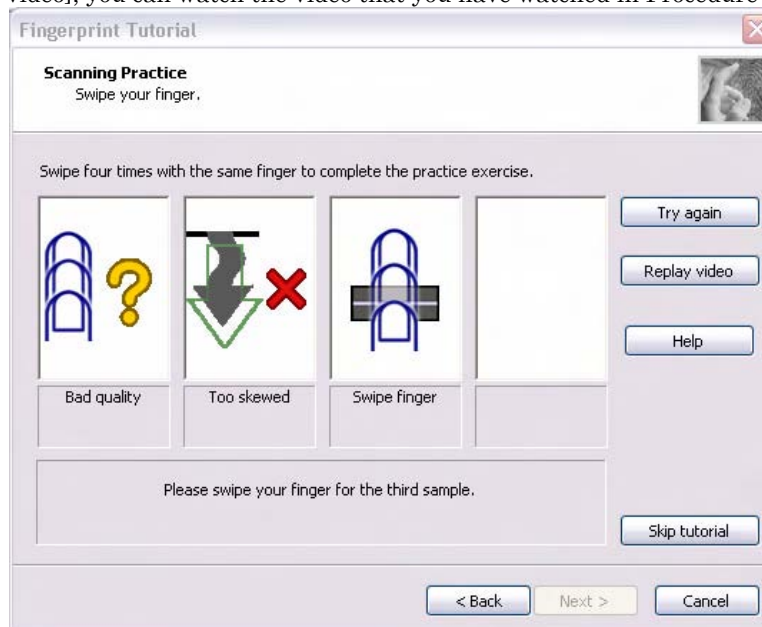 video], you can watch the video that you have watched in Procedure
Fingerprint Tutorial
Scanning Practice
Swipe your finger.
Swipe four times with the same finger to complete the practice exercise.
Try again
Replay video
Help
Bad quality
Too skewed
Swipe finger
Please swipe your finger for the third sample.
Skip tutorial
< Back
Next >
Cancel